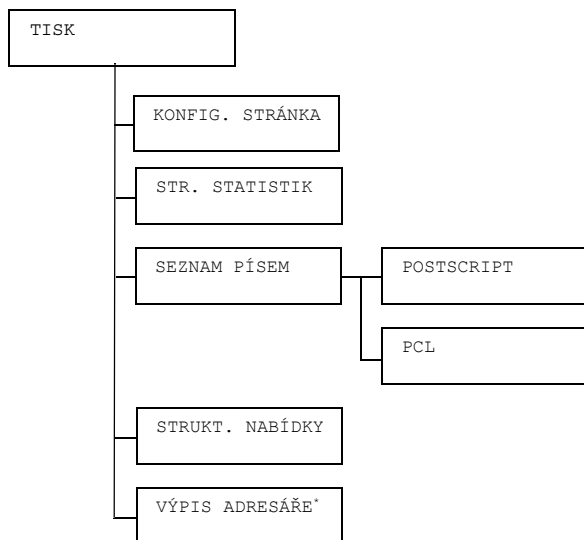 TISK
KONFIG. STRÁNKA
STR. STATISTIK
SEZNAM PÍSEM
POSTSCRIPT
PCL
STRUKT. NABÍDKY
VÝPIS ADRESÁŘE*